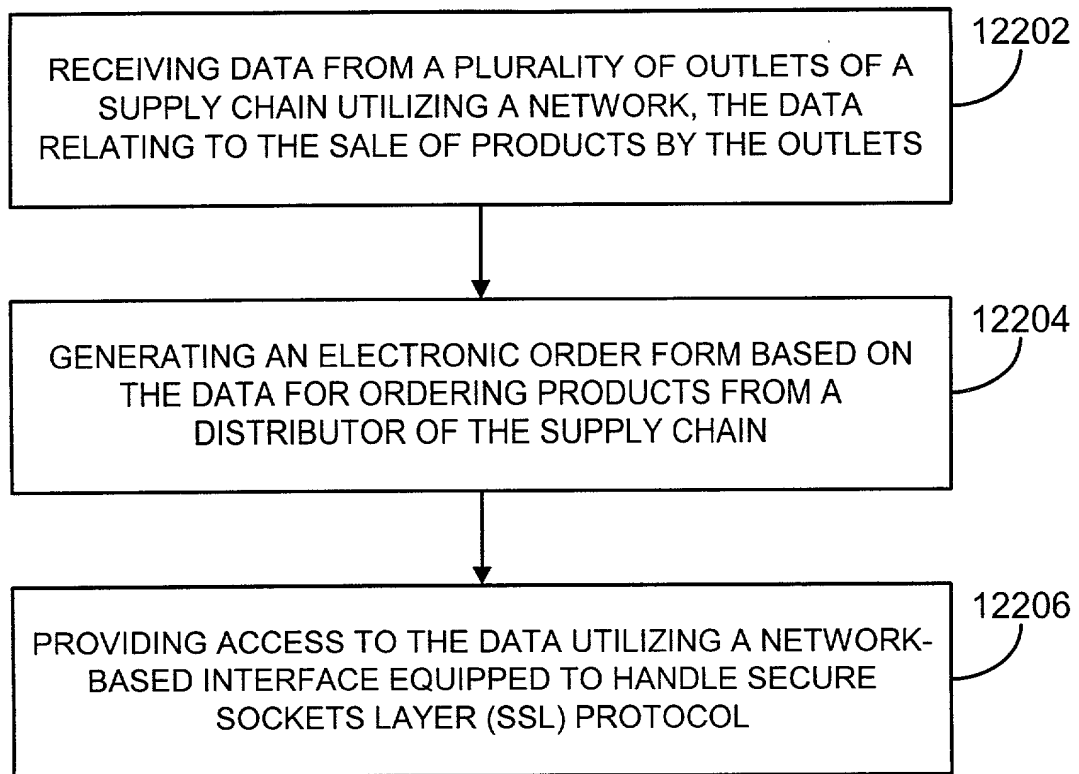 12202
RECEIVING DATA FROM A PLURALITY OF OUTLETS OF A
SUPPLY CHAIN UTILIZING A NETWORK, THE DATA
RELATING TO THE SALE OF PRODUCTS BY THE OUTLETS
12204
GENERATING AN ELECTRONIC ORDER FORM BASED ON
THE DATA FOR ORDERING PRODUCTS FROM A
DISTRIBUTOR OF THE SUPPLY CHAIN
12206
PROVIDING ACCESS TO THE DATA UTILIZING A NETWORK-
BASED INTERFACE EQUIPPED TO HANDLE SECURE
SOCKETS LAYER (SSL) PROTOCOL